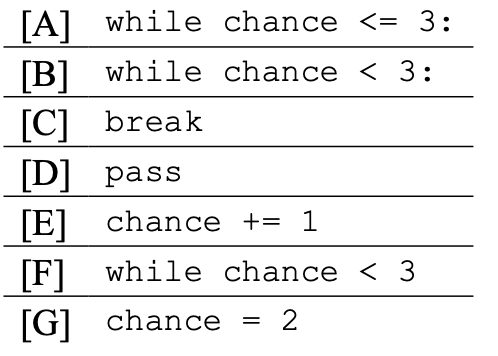 [A] while chance <= 3:
[B] while chance < 3:
[C] break
[D] pass
[E] chance += 1
[F] while chance < 3
[G] chance = 2